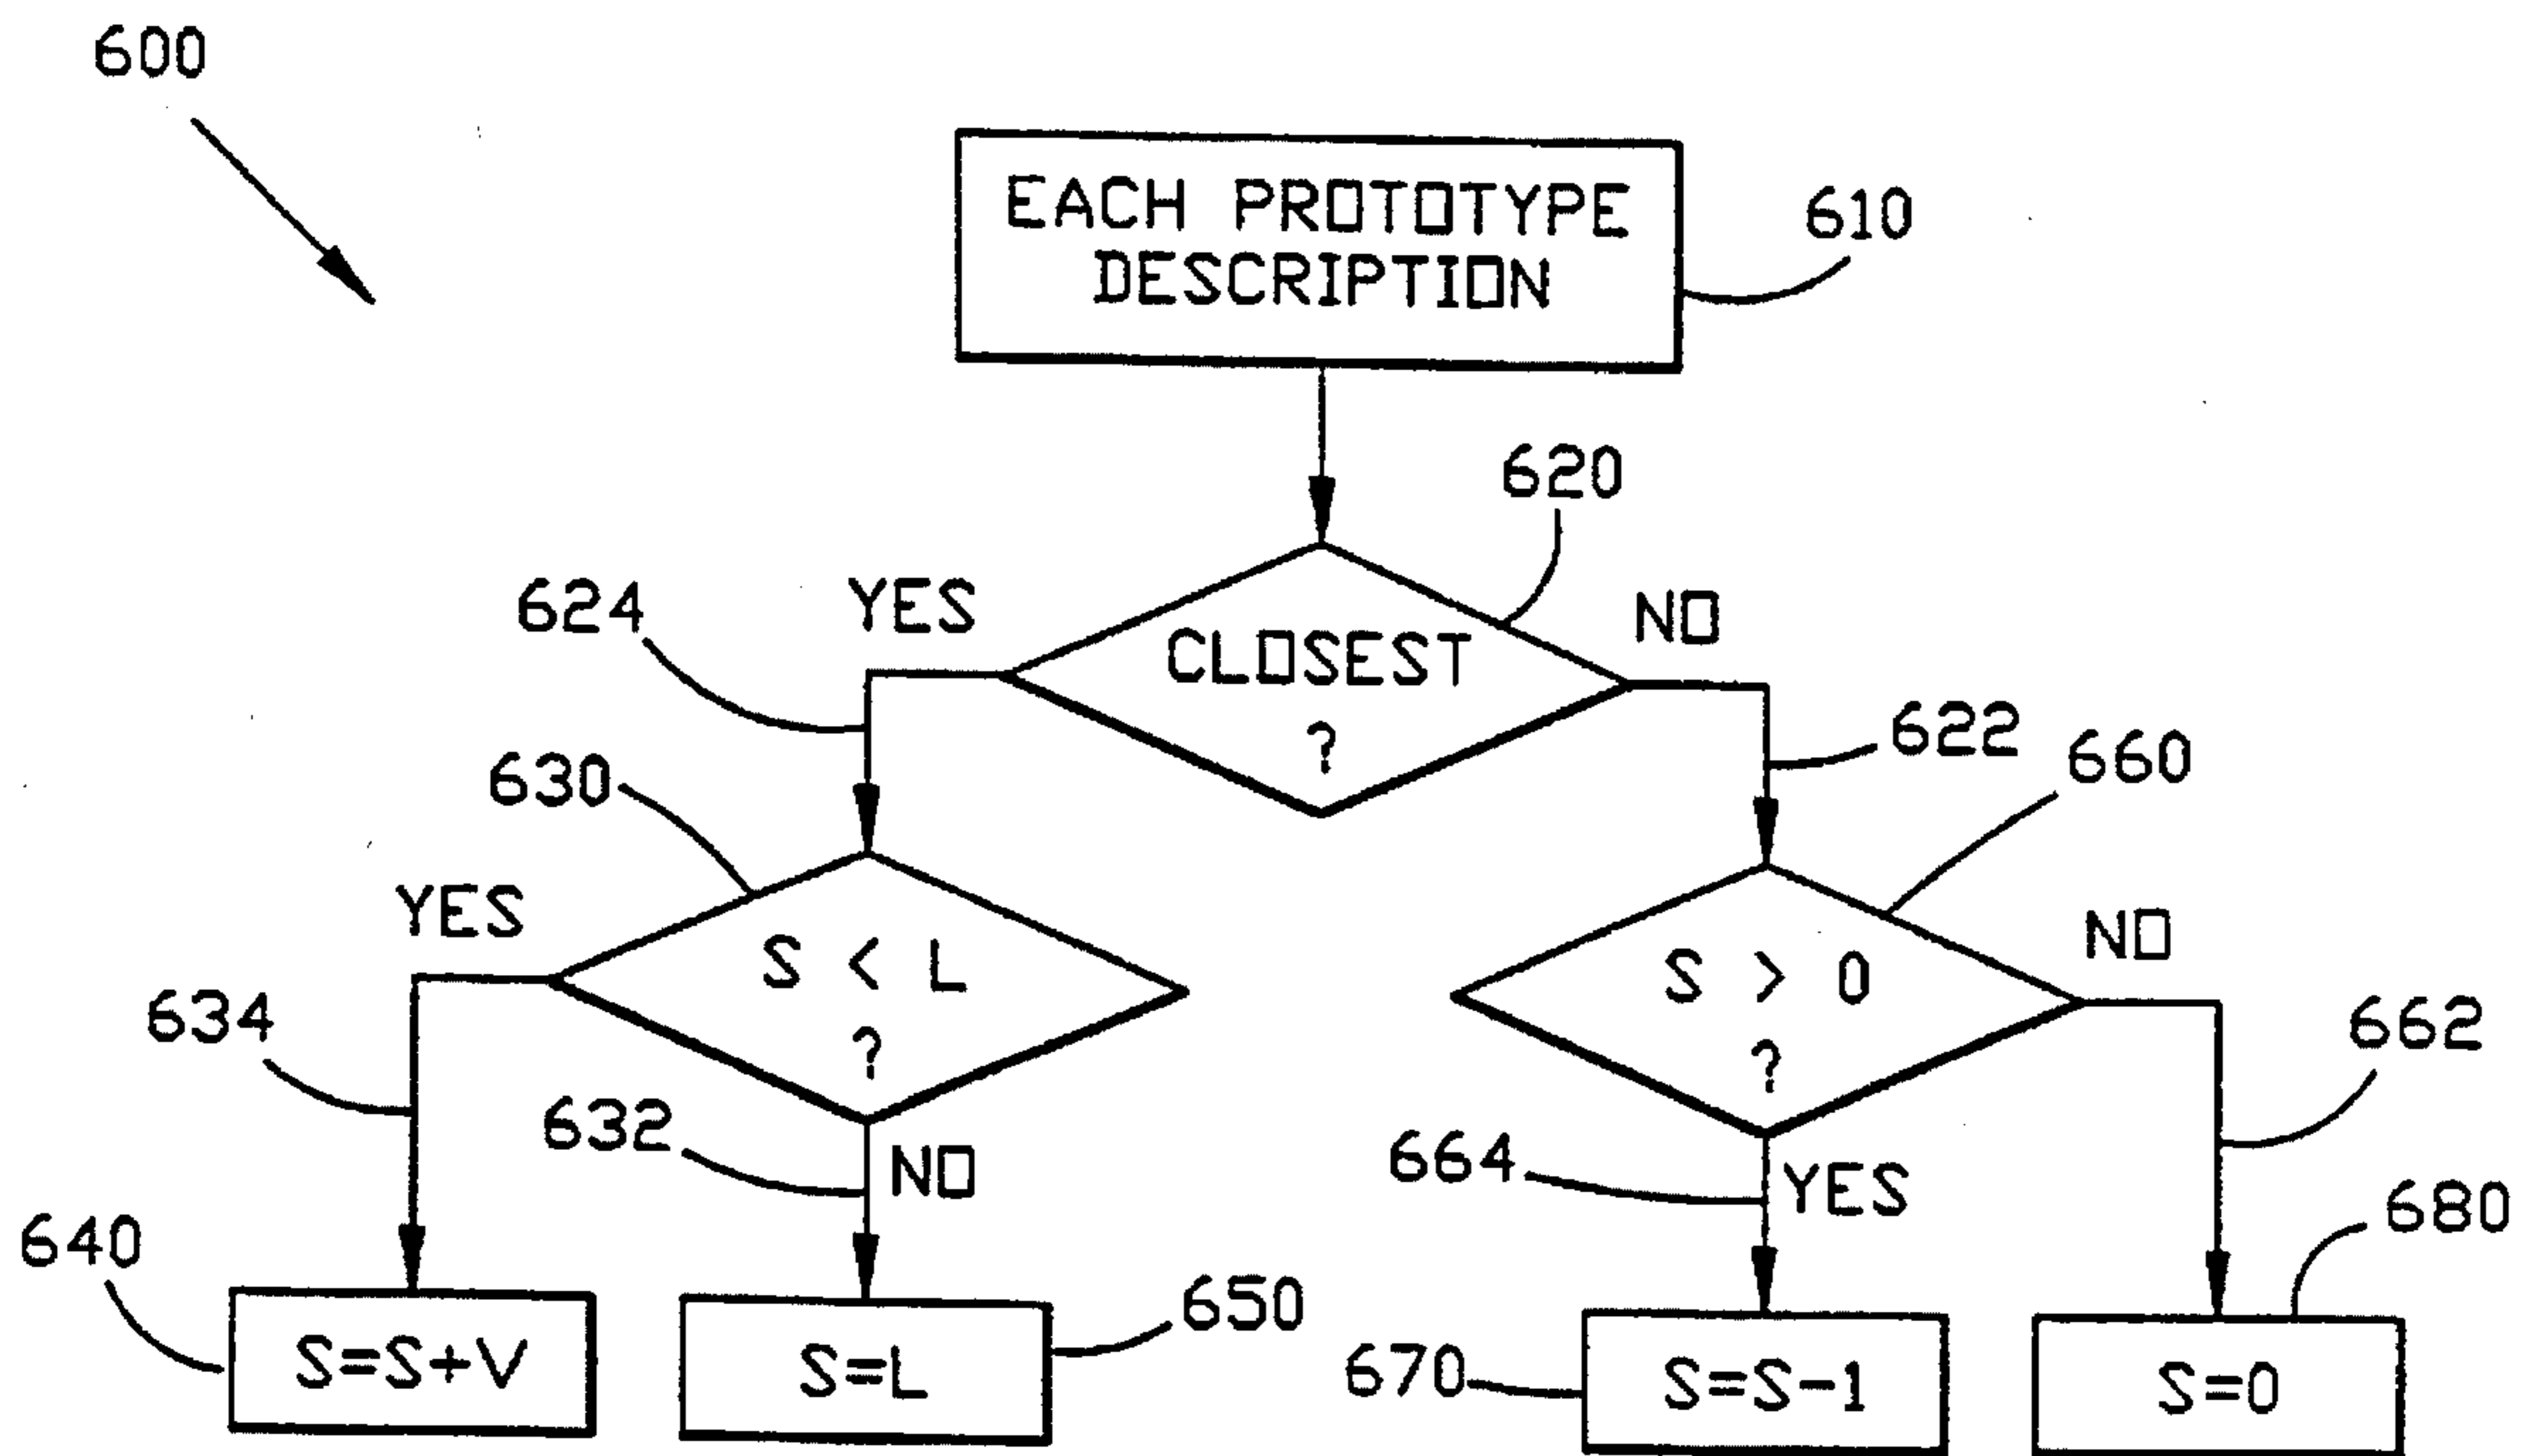 600
EACH PROTOTYPE
DESCRIPTION
610
620
624
YES
NO
CLOSEST
?
622
630
660
YES
S < L
?
NO
S > 0
?
634
662
632
NO
664
YES
640
650
670
680
S=S+V
S=L
S=S-1
S=0